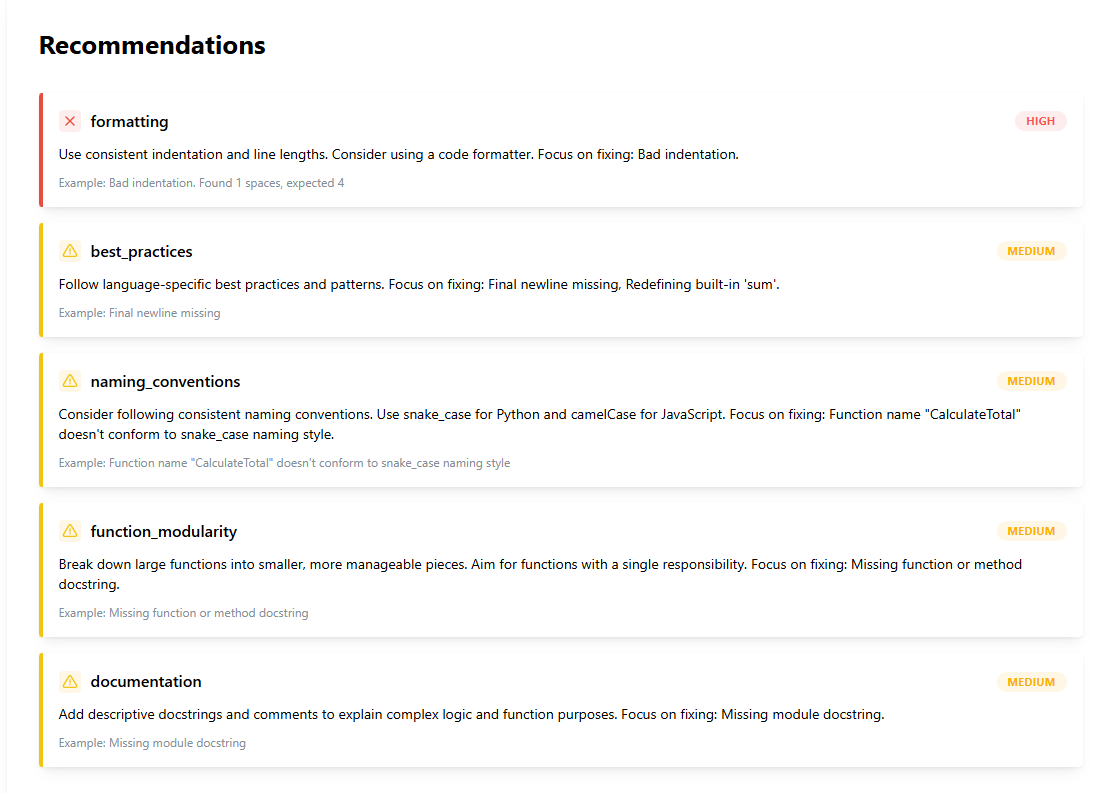 Recommendations
formatting
HIGH
Use consistent indentation and line lengths. Consider using a code formatter. Focus on fixing: Bad indentation.
Example: Bad indentation. Found 1 spaces, expected 4
best_practices
MEDIUM
Follow language-specific best practices and patterns. Focus on fixing: Final newline missing, Redefining built-in 'sum'.
Example: Final newline missing
naming_conventions
MEDIUM
Consider following consistent naming conventions. Use snake_case for Python and camelCase for JavaScript. Focus on fixing: Function name "CalculateTotal"
doesn't conform to snake_case naming style.
Example: Function name "CalculateTotal" doesn't conform to snake_case naming style
function_modularity
MEDIUM
Break down large functions into smaller, more manageable pieces. Aim for functions with a single responsibility. Focus on fixing: Missing function or method
docstring.
Example: Missing function or method docstring
documentation
MEDIUM
Add descriptive docstrings and comments to explain complex logic and function purposes. Focus on fixing: Missing module docstring.
Example: Missing module docstring